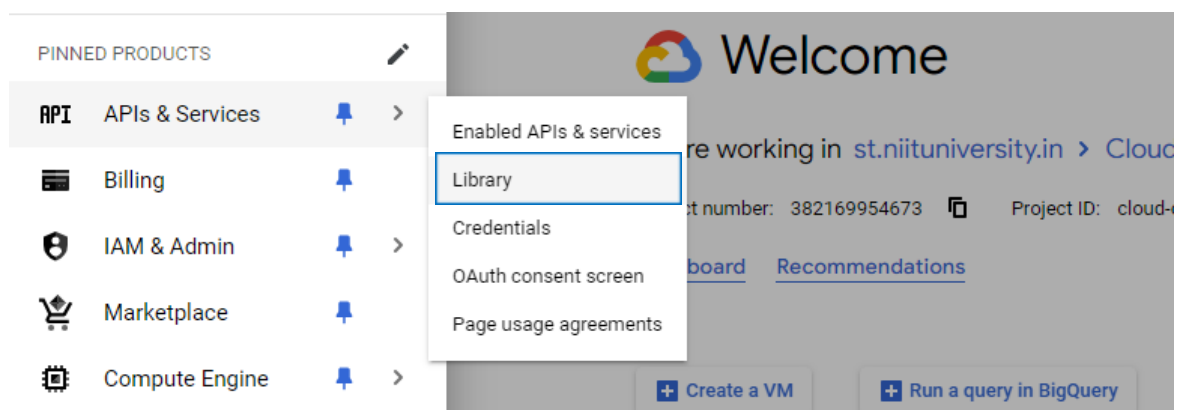 PINNED PRODUCTS
API APIs & Services
Billing
IAM & Admin
Marketplace
Compute Engine
Enabled APIs & services
Library
Credentials
OAuth consent screen
Page usage agreements
Welcome
re working in st.niituniversity.in > Cloud
ct number: 382169954673 Project ID: cloud-
board Recommendations
Create a VM Run a query in BigQuery